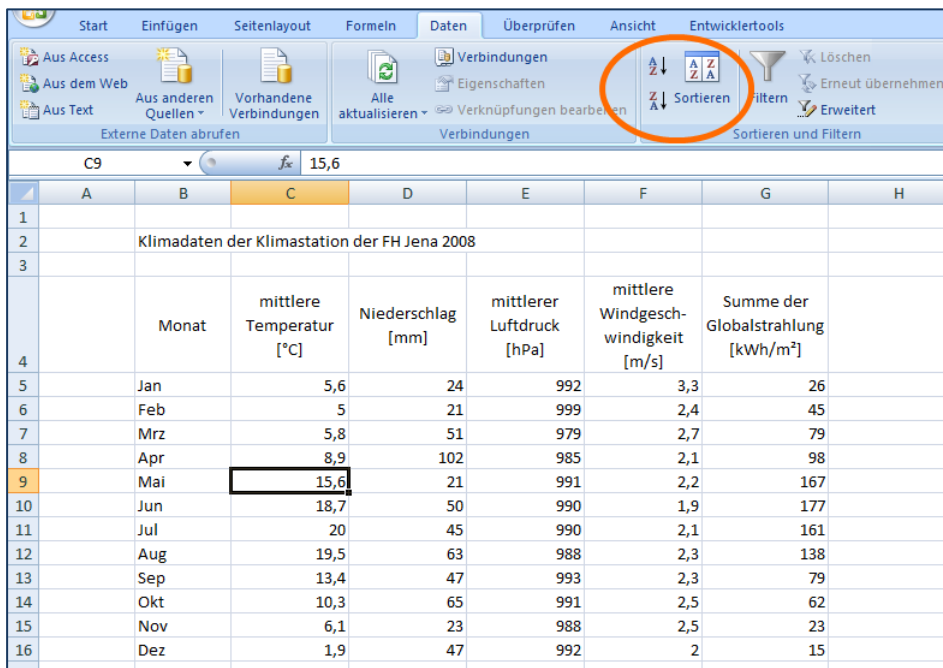 Start Einfügen Seitenlayout Formeln Daten Überprüfen Ansicht Entwicklertools
Aus Access
Aus dem Web
Aus Text
Aus anderen
Quellen
Vorhandene
Verbindungen
Externe Daten abrufen
Alle
aktualisieren
Verbindungen
Eigenschaften
Verknüpfungen bearbeiten
Verbindungen
A
Z
Z
A
A Z
Z A
Sortieren
Filtern
Löschen
Erneut übernehmen
Erweitert
Sortieren und Filtern
C9 fx 15,6
A B C D E F G H
1
2 Klimadaten der Klimastation der FH Jena 2008
3
4
Monat
mittlere
Temperatur
[°C]
Niederschlag
[mm]
mittlerer
Luftdruck
[hPa]
mittlere
Windgesch-
windigkeit
[m/s]
Summe der
Globalstrahlung
[kWh/m²]
5 Jan 5,6 24 992 3,3 26
6 Feb 5 21 999 2,4 45
7 Mrz 5,8 51 979 2,7 79
8 Apr 8,9 102 985 2,1 98
9 Mai 15,6 21 991 2,2 167
10 Jun 18,7 50 990 1,9 177
11 Jul 20 45 990 2,1 161
12 Aug 19,5 63 988 2,3 138
13 Sep 13,4 47 993 2,3 79
14 Okt 10,3 65 991 2,5 62
15 Nov 6,1 23 988 2,5 23
16 Dez 1,9 47 992 2 15